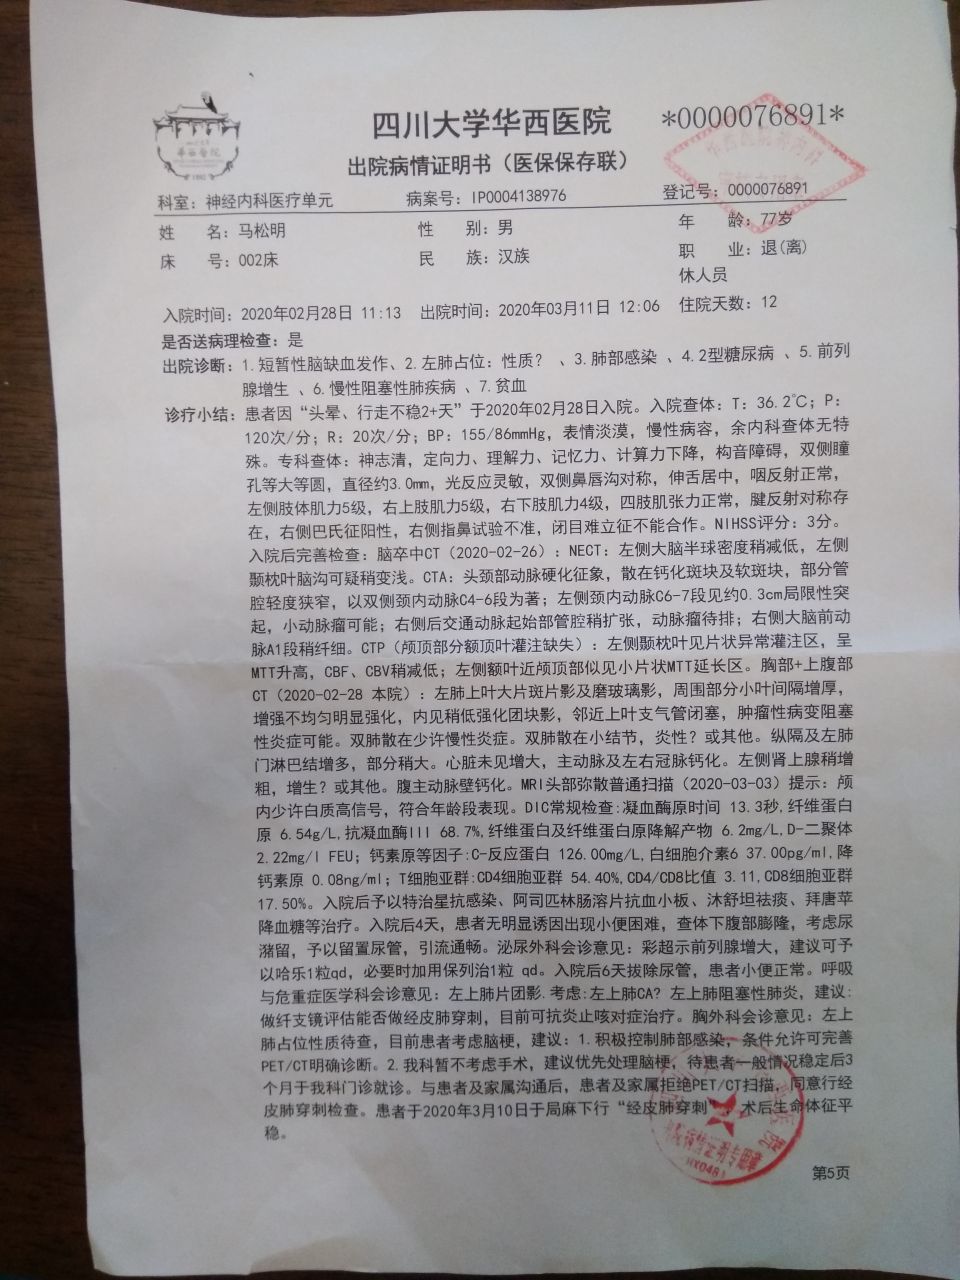 四川大学华西医院
*0000076891*
出院病情证明书（医保保存联）
科室：神经内科医疗单元 病案号：IP0004138976 登记号：0000076891
姓 名：马松明 性 别：男 年 龄：77岁
床 号：002床 民 族：汉族 职 业：退(离)
休人员
入院时间：2020年02月28日 11:13 出院时间：2020年03月11日 12:06 住院天数：12
是否送病理检查：是
出院诊断：1.短暂性脑缺血发作、2.左肺占位：性质？ 、3.肺部感染 、4.2型糖尿病 、5.前列
腺增生 、6.慢性阻塞性肺疾病 、7.贫血
诊疗小结：患者因“头晕、行走不稳2+天”于2020年02月28日入院。入院查体：T：36.2℃；P：
120次/分；R：20次/分；BP：155/86mmHg，表情淡漠，慢性病容，余内科查体无特
殊。专科查体：神志清，定向力、理解力、记忆力、计算力下降，构音障碍，双侧瞳
孔等大等圆，直径约3.0mm，光反应灵敏，双侧鼻唇沟对称，伸舌居中，咽反射正常，
左侧肢体肌力5级，右上肢肌力5级，右下肢肌力4级，四肢肌张力正常，腱反射对称存
在，右侧巴氏征阳性，右侧指鼻试验不准，闭目难立征不能合作。NIHSS评分：3分。
入院后完善检查：脑卒中CT（2020-02-26）：NECT：左侧大脑半球密度稍减低，左侧
颞枕叶脑沟可疑稍变浅。CTA：头颈部动脉硬化征象，散在钙化斑块及软斑块，部分管
腔轻度狭窄，以双侧颈内动脉C4-6段为著；左侧颈内动脉C6-7段见约0.3cm局限性突
起，小动脉瘤可能；右侧后交通动脉起始部管腔稍扩张，动脉瘤待排；右侧大脑前动
脉A1段稍纤细。CTP（颅顶部分额顶叶灌注缺失）：左侧颞枕叶见片状异常灌注区，呈
MTT升高，CBF、CBV稍减低；左侧额叶近颅顶部似见小片状MTT延长区。胸部+上腹部
CT（2020-02-28 本院）：左肺上叶大片斑片影及磨玻璃影，周围部分小叶间隔增厚，
增强不均匀明显强化，内见稍低强化团块影，邻近上叶支气管闭塞，肿瘤性病变阻塞
性炎症可能。双肺散在少许慢性炎症。双肺散在小结节，炎性？或其他。纵隔及左肺
门淋巴结增多，部分稍大。心脏未见增大，主动脉及左右冠脉钙化。左侧肾上腺稍增
粗，增生？或其他。腹主动脉壁钙化。MRI头部弥散普通扫描（2020-03-03）提示：颅
内少许白质高信号，符合年龄段表现。DIC常规检查:凝血酶原时间 13.3秒,纤维蛋白
原 6.54g/L,抗凝血酶III 68.7%,纤维蛋白及纤维蛋白原降解产物 6.2mg/L,D-二聚体
2.22mg/l FEU；钙素原等因子:C-反应蛋白 126.00mg/L,白细胞介素6 37.00pg/ml,降
钙素原 0.08ng/ml；T细胞亚群:CD4细胞亚群 54.40%,CD4/CD8比值 3.11,CD8细胞亚群
17.50%。入院后予以特治星抗感染、阿司匹林肠溶片抗血小板、沐舒坦祛痰、拜唐苹
降血糖等治疗。入院后4天，患者无明显诱因出现小便困难，查体下腹部膨隆，考虑尿
潴留，予以留置尿管，引流通畅。泌尿外科会诊意见：彩超示前列腺增大，建议可予
以哈乐1粒qd，必要时加用保列治1粒 qd。入院后6天拔除尿管，患者小便正常。呼吸
与危重症医学科会诊意见：左上肺片团影.考虑:左上肺CA？左上肺阻塞性肺炎，建议:
做纤支镜评估能否做经皮肺穿刺，目前可抗炎止咳对症治疗。胸外科会诊意见：左上
肺占位性质待查，目前患者考虑脑梗，建议：1.积极控制肺部感染，条件允许可完善
PET/CT明确诊断。2.我科暂不考虑手术，建议优先处理脑梗，待患者一般情况稳定后3
个月于我科门诊就诊。与患者及家属沟通后，患者及家属拒绝PET/CT扫描，同意行经
皮肺穿刺检查。患者于2020年3月10日于局麻下行“经皮肺穿刺”，术后生命体征平
稳。
第5页